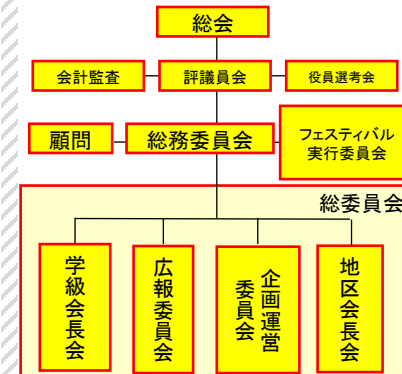 総会
会計監査
評議員会
役員選考会
顧問
総務委員会
フェスティバル
実行委員会
総委員会
学級会長会
広報委員会
企画運営
委員会
地区会長会